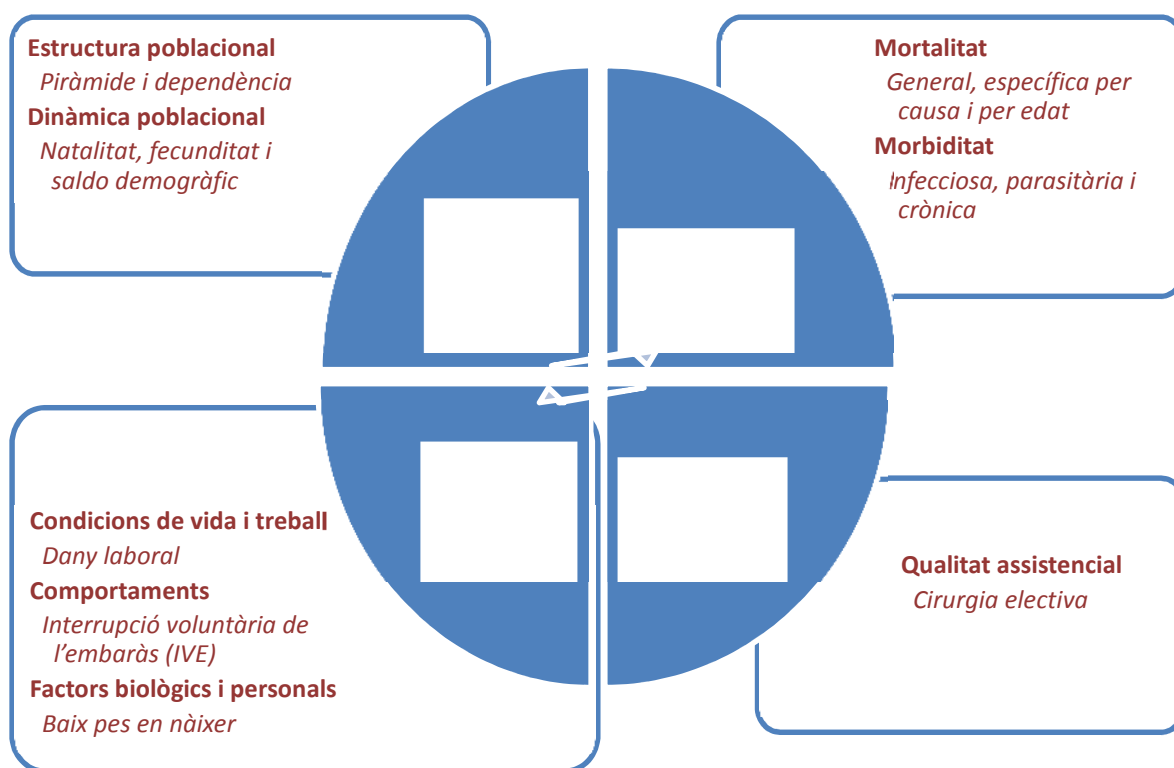 Estructura poblacional
Piràmide i dependència
Dinàmica poblacional
Natalitat, fecunditat i
saldo demogràfic
Mortalitat
General, específica per
causa i per edat
Morbiditat
Infecciosa, parasitària i
crònica
Condicions de vida i treball
Dany laboral
Comportaments
Interrupció voluntària de
l'embaràs (IVE)
Factors biològics i personals
Baix pes en nàixer
Qualitat assistencial
Cirurgia electiva